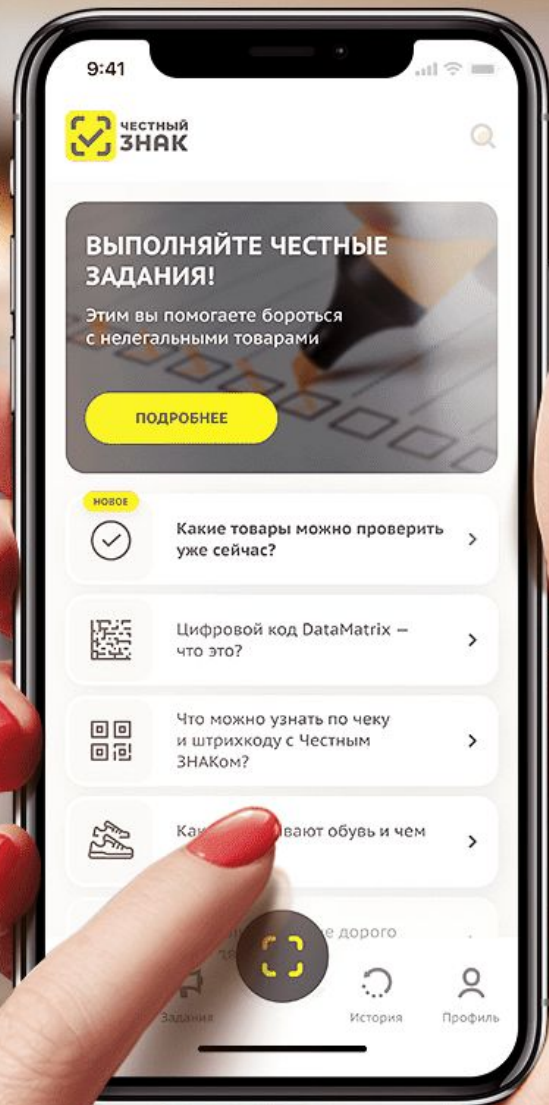 9:41
ЧЕСТНЫЙ
ЗНАК
ВЫПОЛНЯЙТЕ ЧЕСТНЫЕ
ЗАДАНИЯ!
Этим вы помогаете бороться
с нелегальными товарами
ПОДРОБНЕЕ
НОВОЕ
Какие товары можно проверить
уже сейчас?
Цифровой код DataMatrix —
что это?
Что можно узнать по чеку
и штрихкоду с Честным
ЗНАКом?
обувь и чем
дорого
Задания
История
Профиль